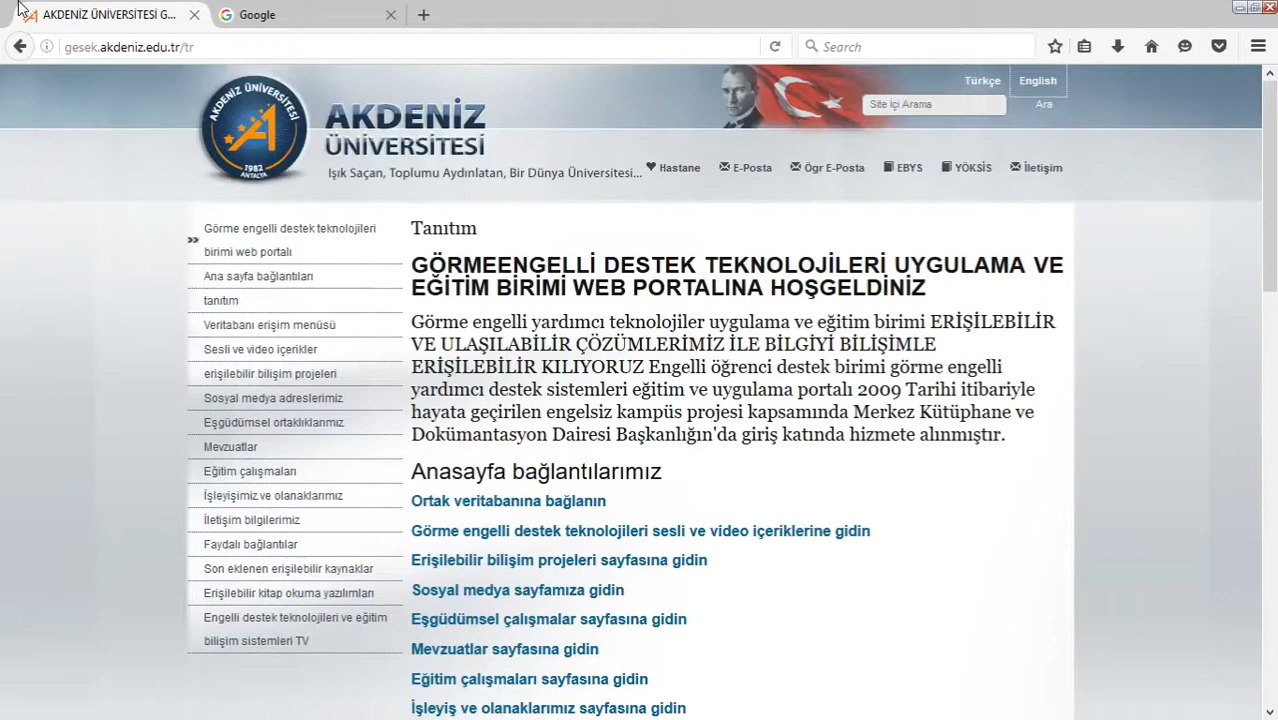 AKDENİZ ÜNİVERSİTESİ G...
Google
gesek.akdeniz.edu.tr/tr
Search
AKDENİZ ÜNİVERSİTESİ
1982
ANTALYA
AKDENİZ
ÜNİVERSİTESİ
Işık Saçan, Toplumu Aydınlatan, Bir Dünya Üniversitesi...
Türkçe
English
Site İçi Arama
Ara
Hastane
E-Posta
Ögr E-Posta
EBYS
YÖKSİS
İletişim
Görme engelli destek teknolojileri
birimi web portalı
Ana sayfa bağlantıları
tanıtım
Veritabanı erişim menüsü
Sesli ve video içerikler
erişilebilir bilişim projeleri
Sosyal medya adreslerimiz
Eşgüdümsel ortaklıklarımız
Mevzuatlar
Eğitim çalışmaları
İşleyişimiz ve olanaklarımız
İletişim bilgilerimiz
Faydalı bağlantılar
Son eklenen erişilebilir kaynaklar
Erişilebilir kitap okuma yazılımları
Engelli destek teknolojileri ve eğitim
bilişim sistemleri TV
Tanıtım
GÖRMEENGELLİ DESTEK TEKNOLOJİLERİ UYGULAMA VE
EĞİTİM BİRİMİ WEB PORTALINA HOŞGELDİNİZ
Görme engelli yardımcı teknolojiler uygulama ve eğitim birimi ERİŞİLEBİLİR
VE ULAŞILABİLİR ÇÖZÜMLERİMİZ İLE BİLGİYİ BİLİŞİMLE
ERİŞİLEBİLİR KILIYORUZ Engelli öğrenci destek birimi görme engelli
yardımcı destek sistemleri eğitim ve uygulama portalı 2009 Tarihi itibariyle
hayata geçirilen engelsiz kampüs projesi kapsamında Merkez Kütüphane ve
Dokümantasyon Dairesi Başkanlığın'da giriş katında hizmete alınmıştır.
Anasayfa bağlantılarımız
Ortak veritabanına bağlanın
Görme engelli destek teknolojileri sesli ve video içeriklerine gidin
Erişilebilir bilişim projeleri sayfasına gidin
Sosyal medya sayfamıza gidin
Eşgüdümsel çalışmalar sayfasına gidin
Mevzuatlar sayfasına gidin
Eğitim çalışmaları sayfasına gidin
İşleyiş ve olanaklarımız sayfasına gidin